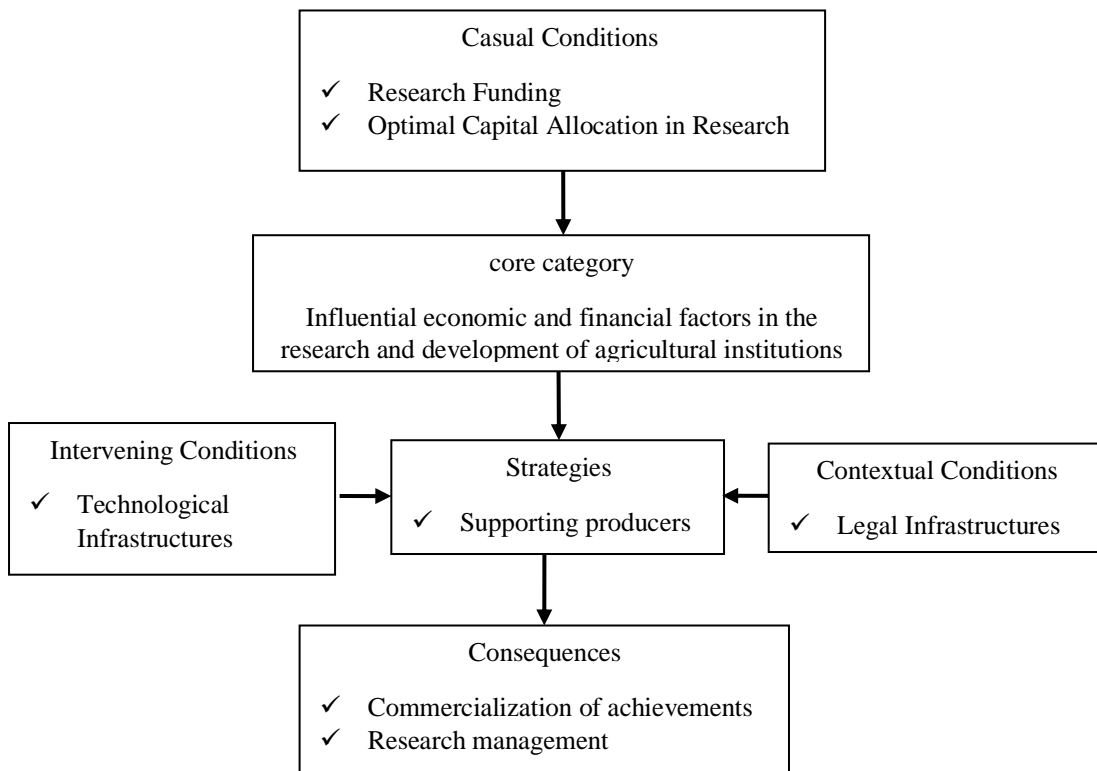 Casual Conditions
✓ Research Funding
✓ Optimal Capital Allocation in Research
core category
Influential economic and financial factors in the
research and development of agricultural institutions
Intervening Conditions
✓ Technological
Infrastructures
Strategies
✓ Supporting producers
Contextual Conditions
✓ Legal Infrastructures
Consequences
✓ Commercialization of achievements
✓ Research management